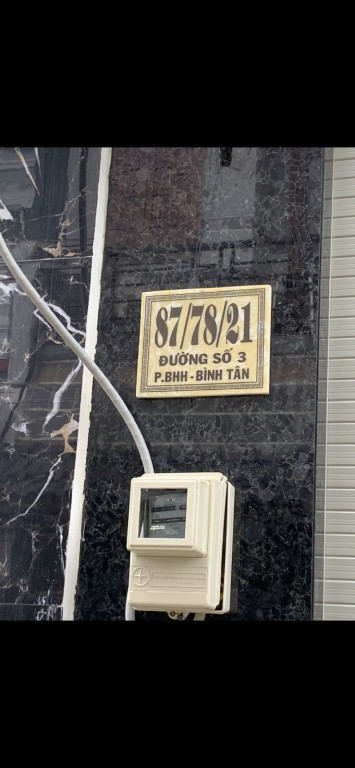 87/78/21
ĐƯỜNG SỐ 3
P.BHH - BÌNH TÂN